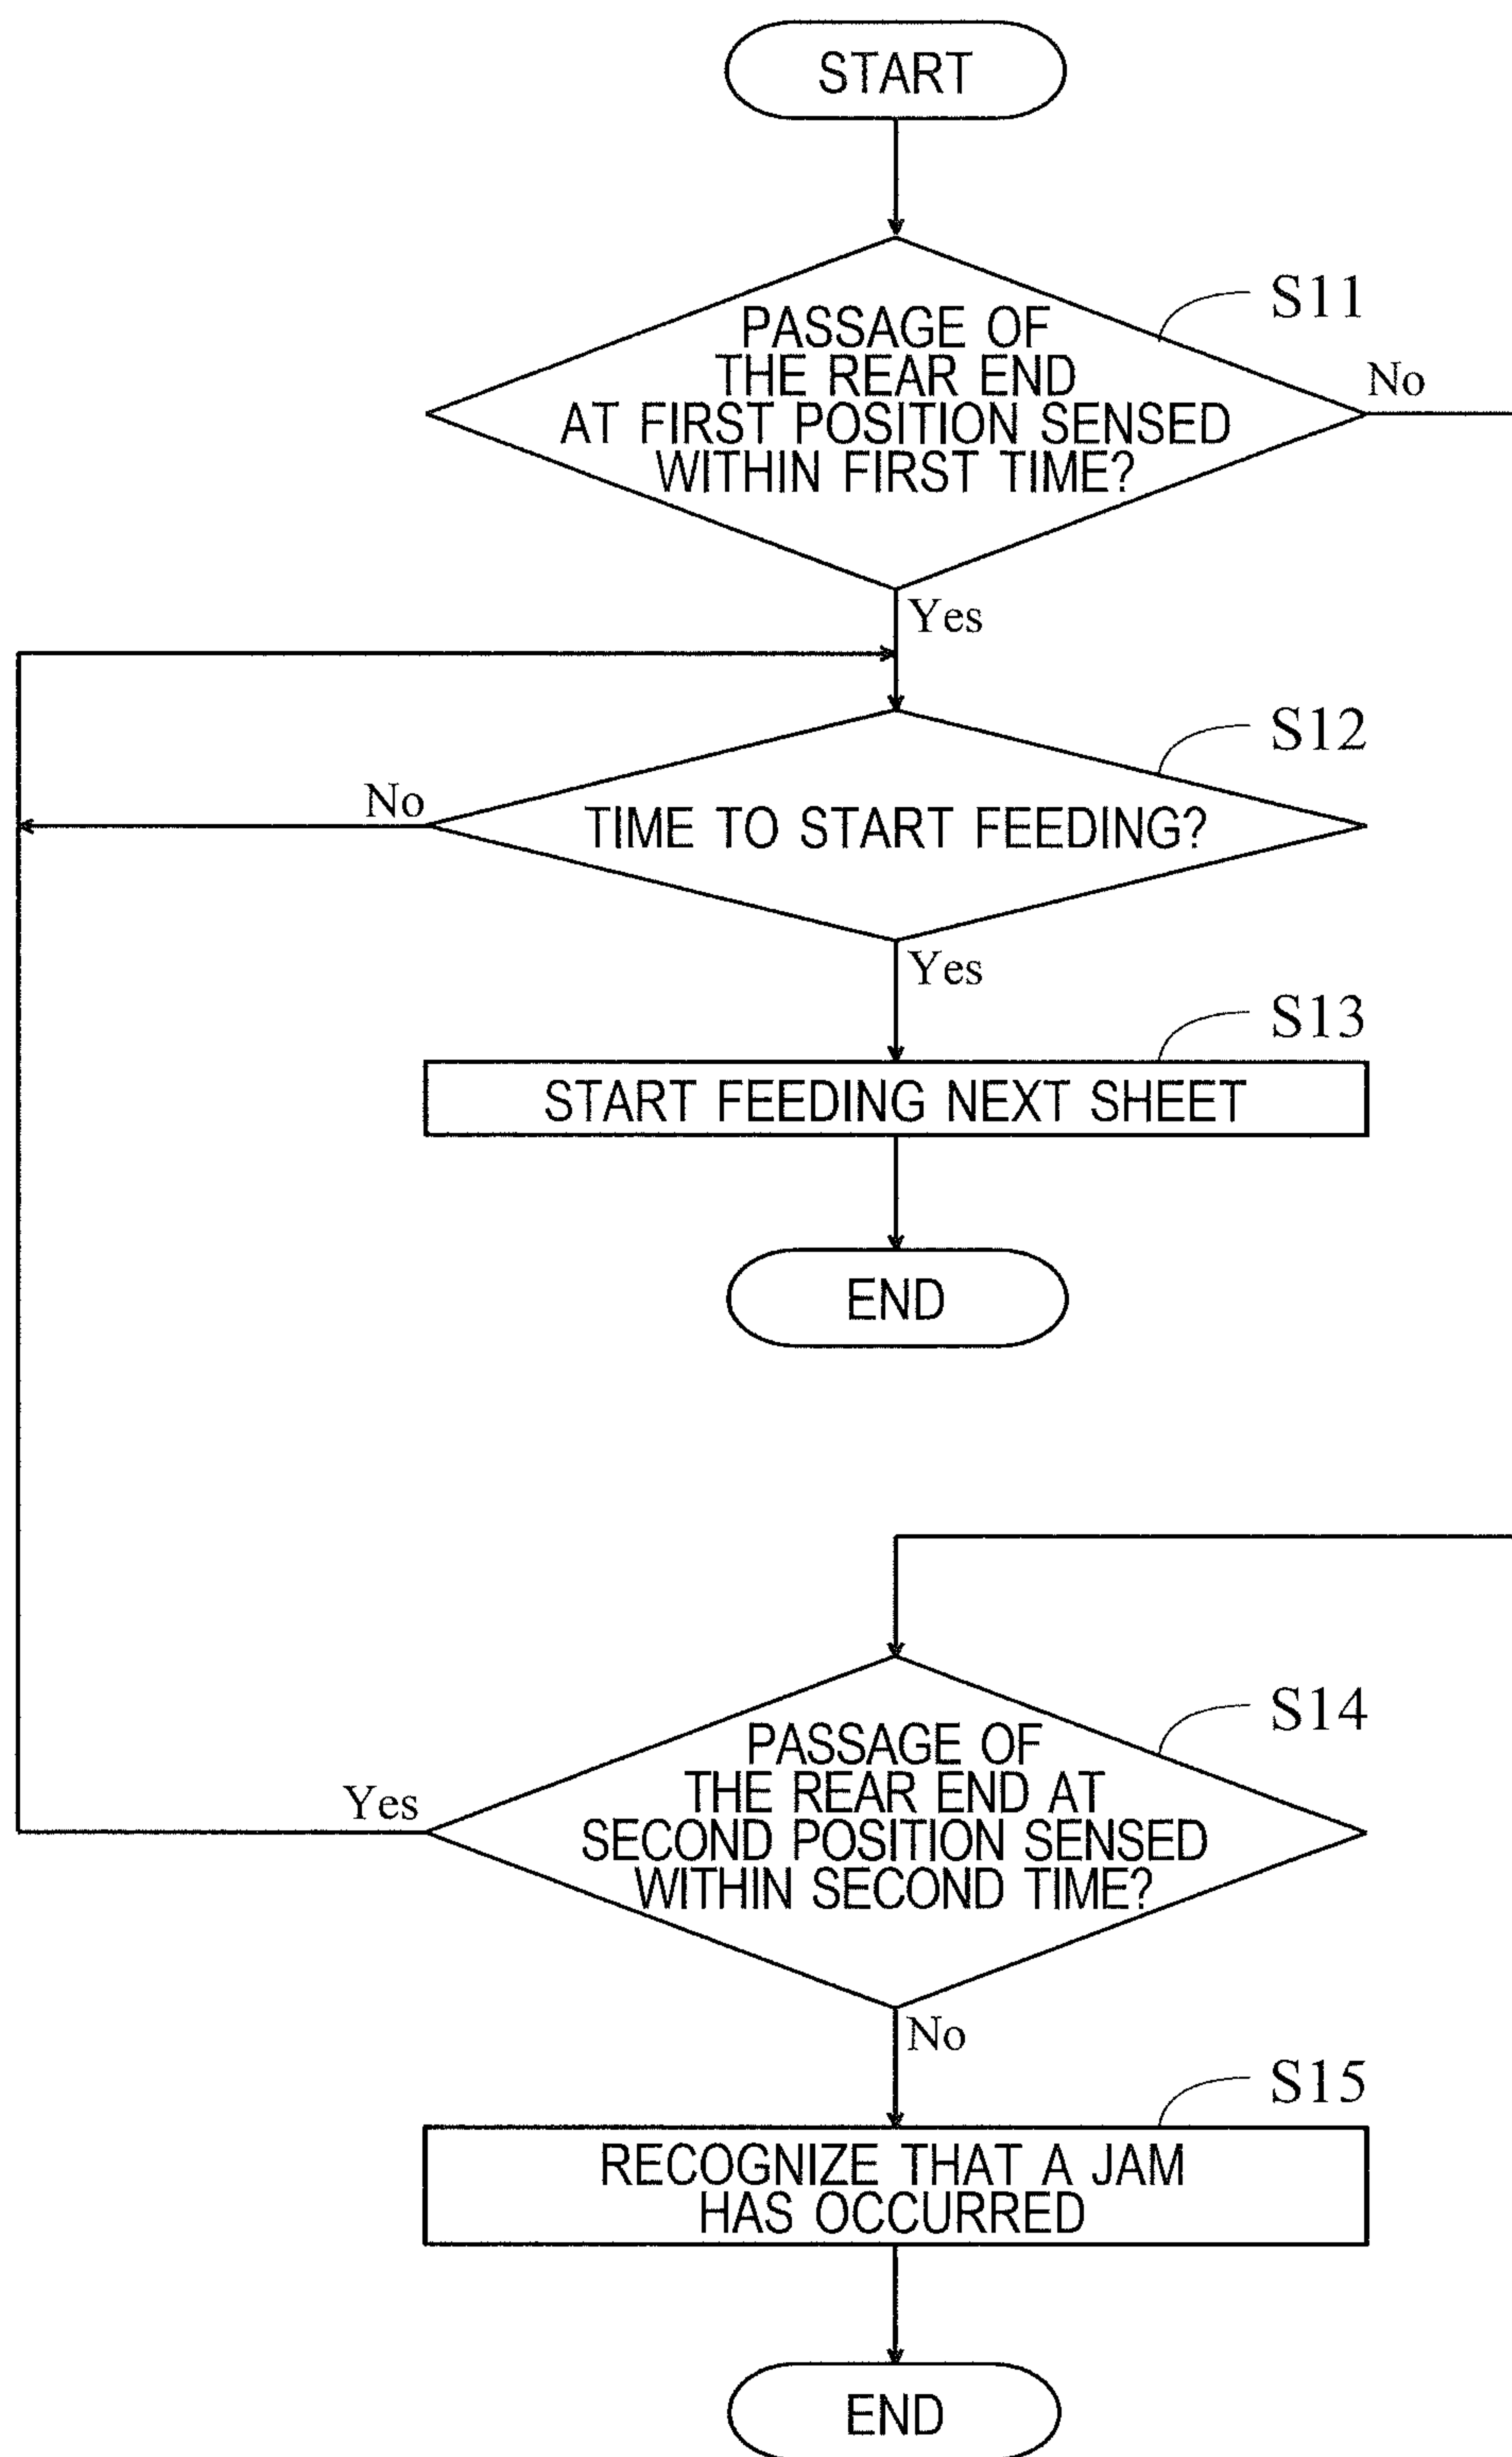 START
S11
PASSAGE OF
THE REAR END
AT FIRST POSITION SENSED
WITHIN FIRST TIME?
No
Yes
S12
No
TIME TO START FEEDING?
Yes
S13
START FEEDING NEXT SHEET
END
S14
PASSAGE OF
THE REAR END AT
SECOND POSITION SENSED
WITHIN SECOND TIME?
Yes
No
S15
RECOGNIZE THAT A JAM
HAS OCCURRED
END